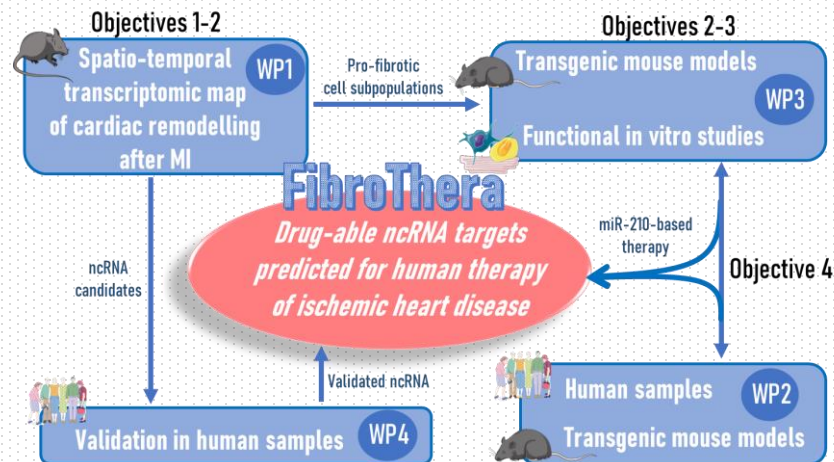 Objectives 1-2
Spatio-temporal
transcriptomic map
of cardiac remodelling
after MI
WP1
Pro-fibrotic
cell subpopulations
Objectives 2-3
Transgenic mouse models
WP3
Functional in vitro studies
FibroThera
Drug-able ncRNA targets
predicted for human therapy
of ischemic heart disease
ncRNA
candidates
miR-210-based
therapy
Objective 4
Validated ncRNA
Validation in human samples
WP4
Human samples
WP2
Transgenic mouse models